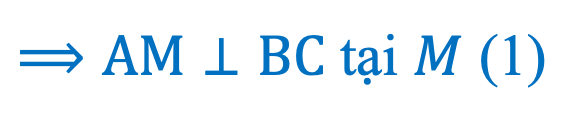 ⟹ AM ⊥ BC tại M (1)